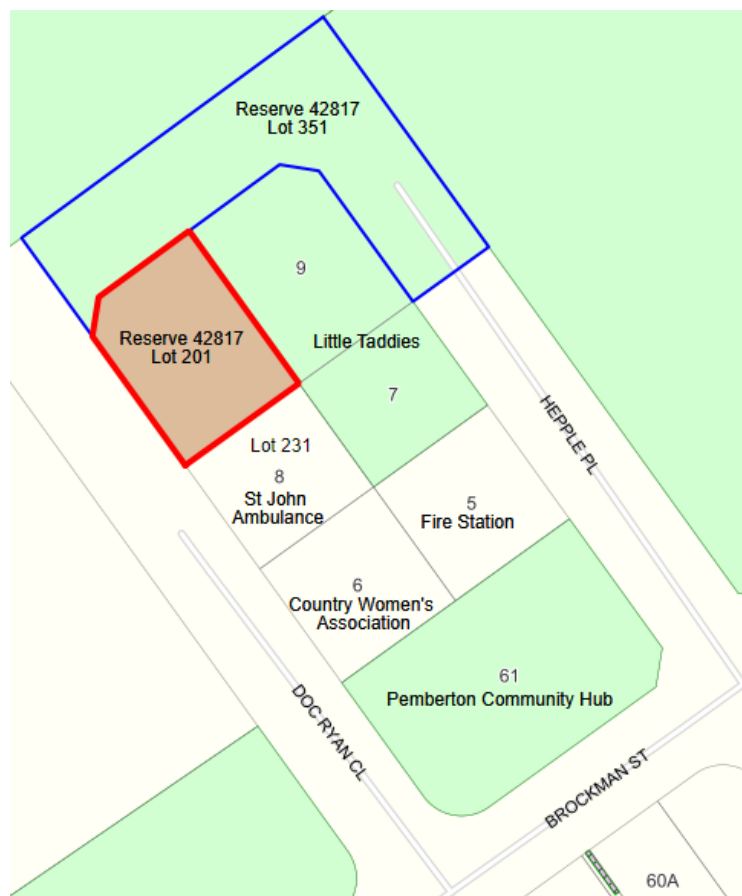 Reserve 42817
Lot 351
9
Reserve 42817
Lot 201
Little Taddies
7
HEPPLE PL
Lot 231
8
St John
Ambulance
5
Fire Station
6
Country Women's
Association
61
Pemberton Community Hub
DOC RYAN CL
BROCKMAN ST
60A